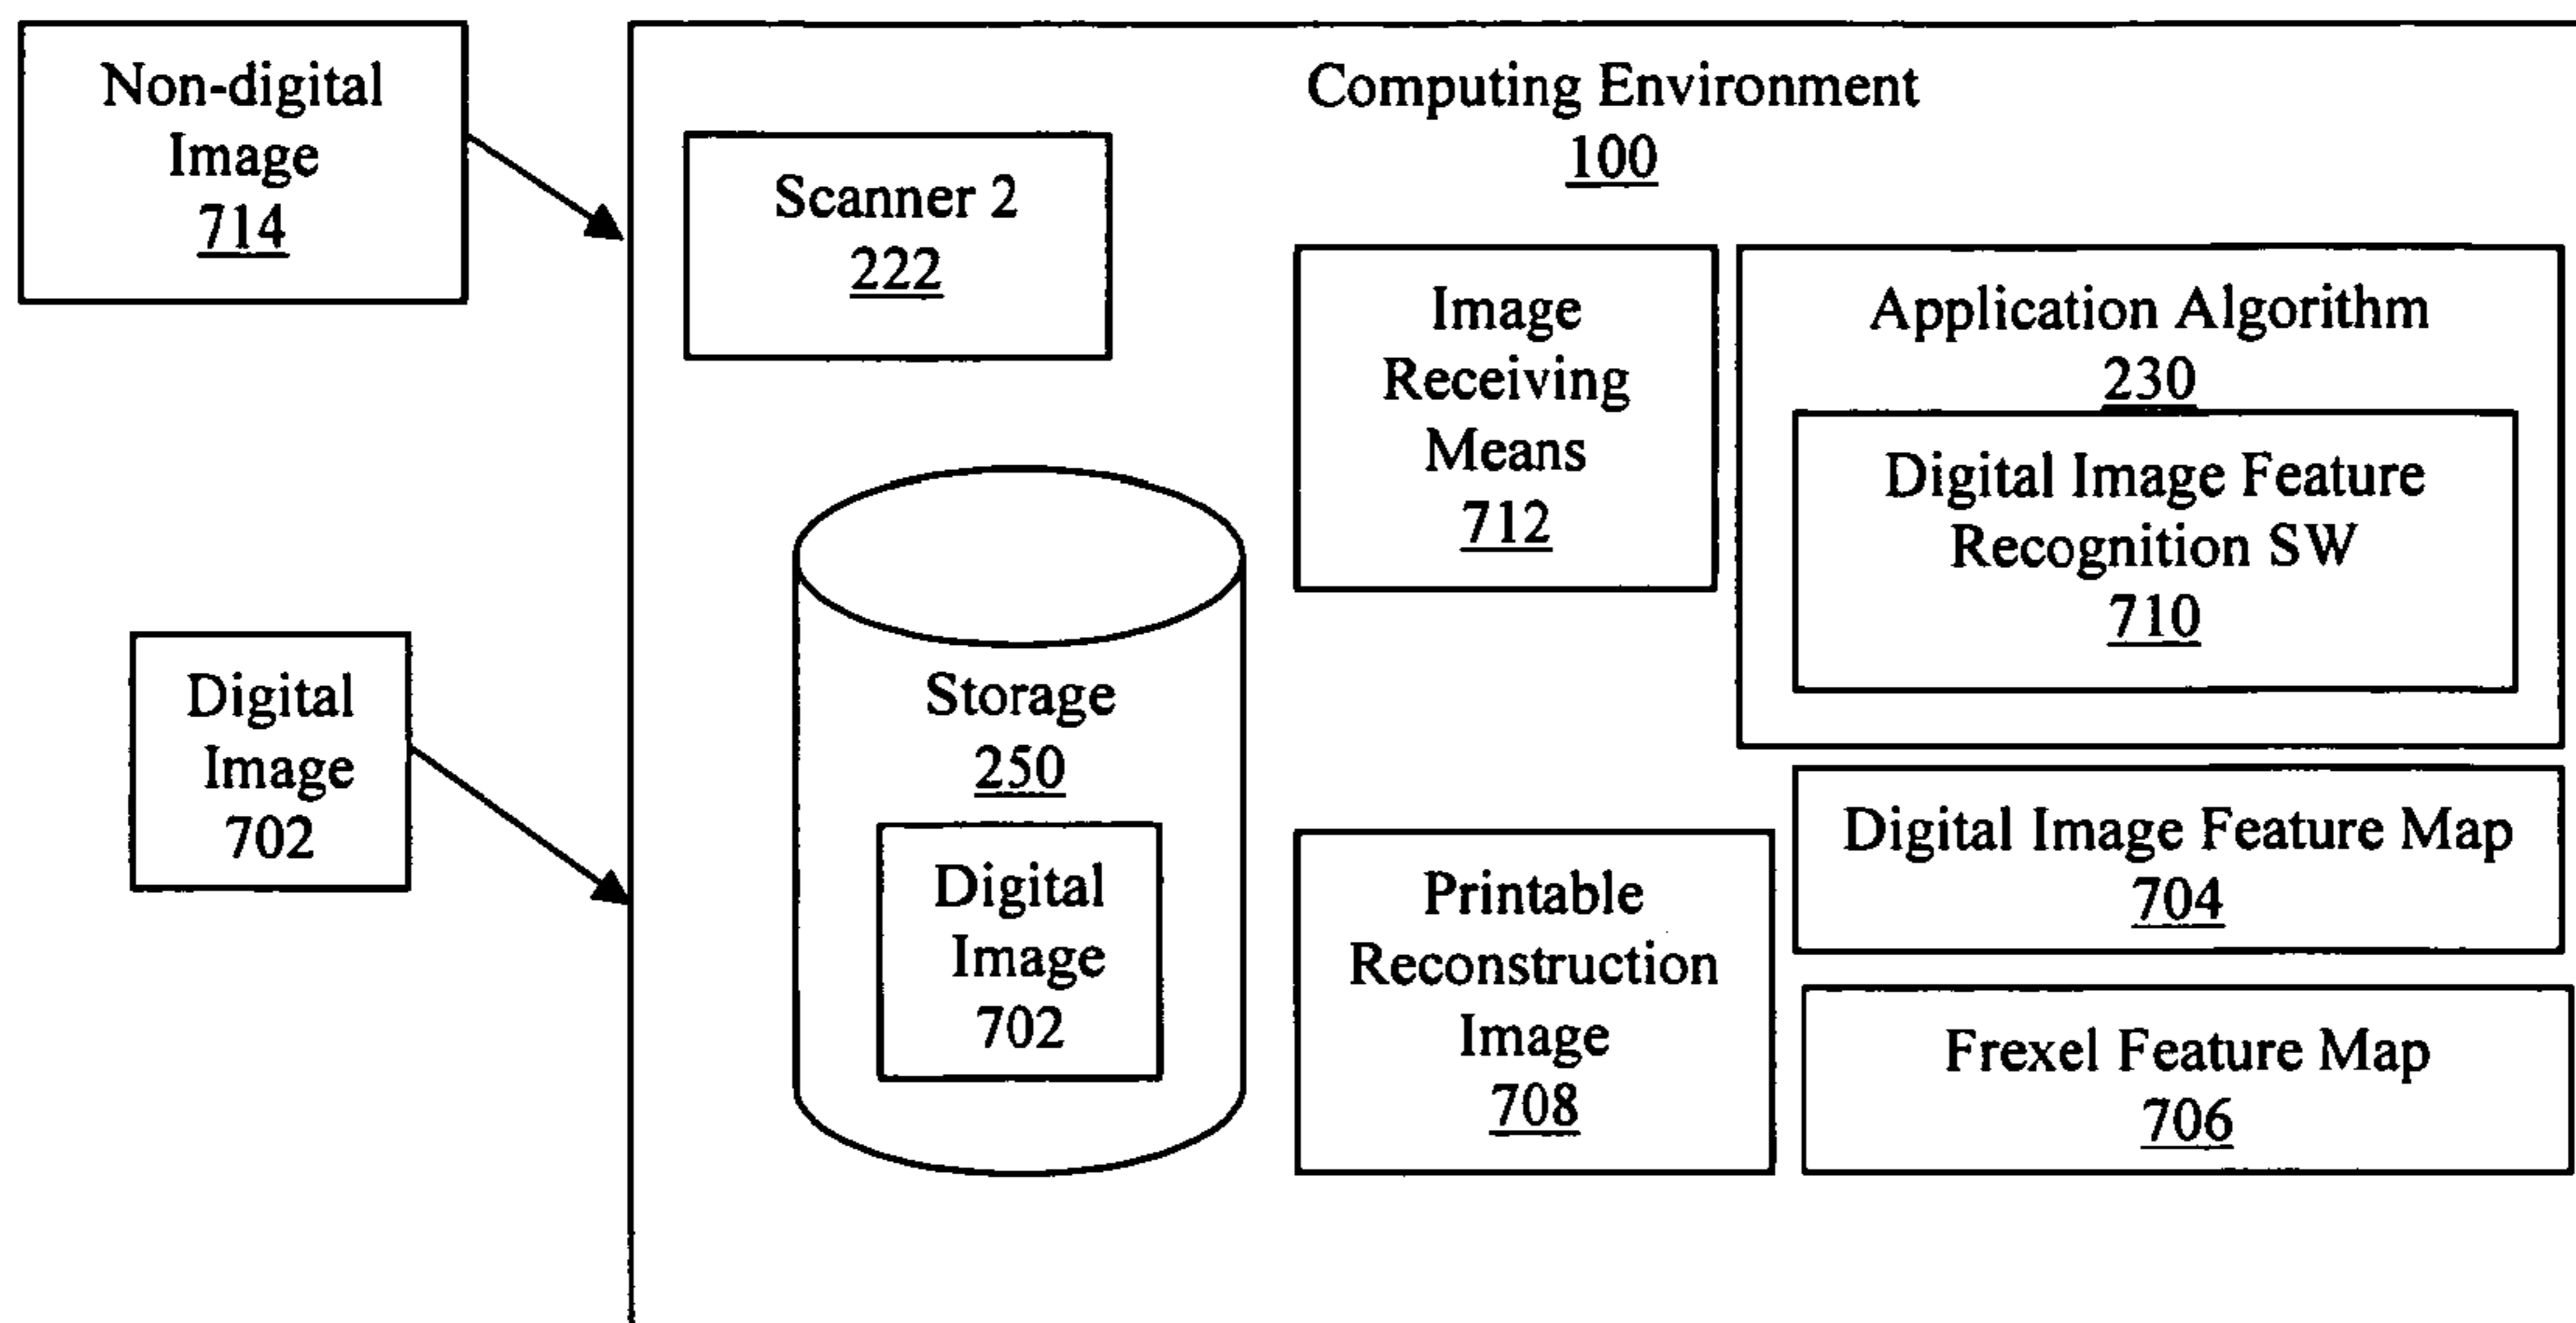 Non-digital
Image
714
Computing Environment
100
Scanner 2
222
Image
Receiving
Means
712
Application Algorithm
230
Digital Image Feature
Recognition SW
710
Digital
Image
702
Storage
250
Digital
Image
702
Printable
Reconstruction
Image
708
Digital Image Feature Map
704
Frexel Feature Map
706